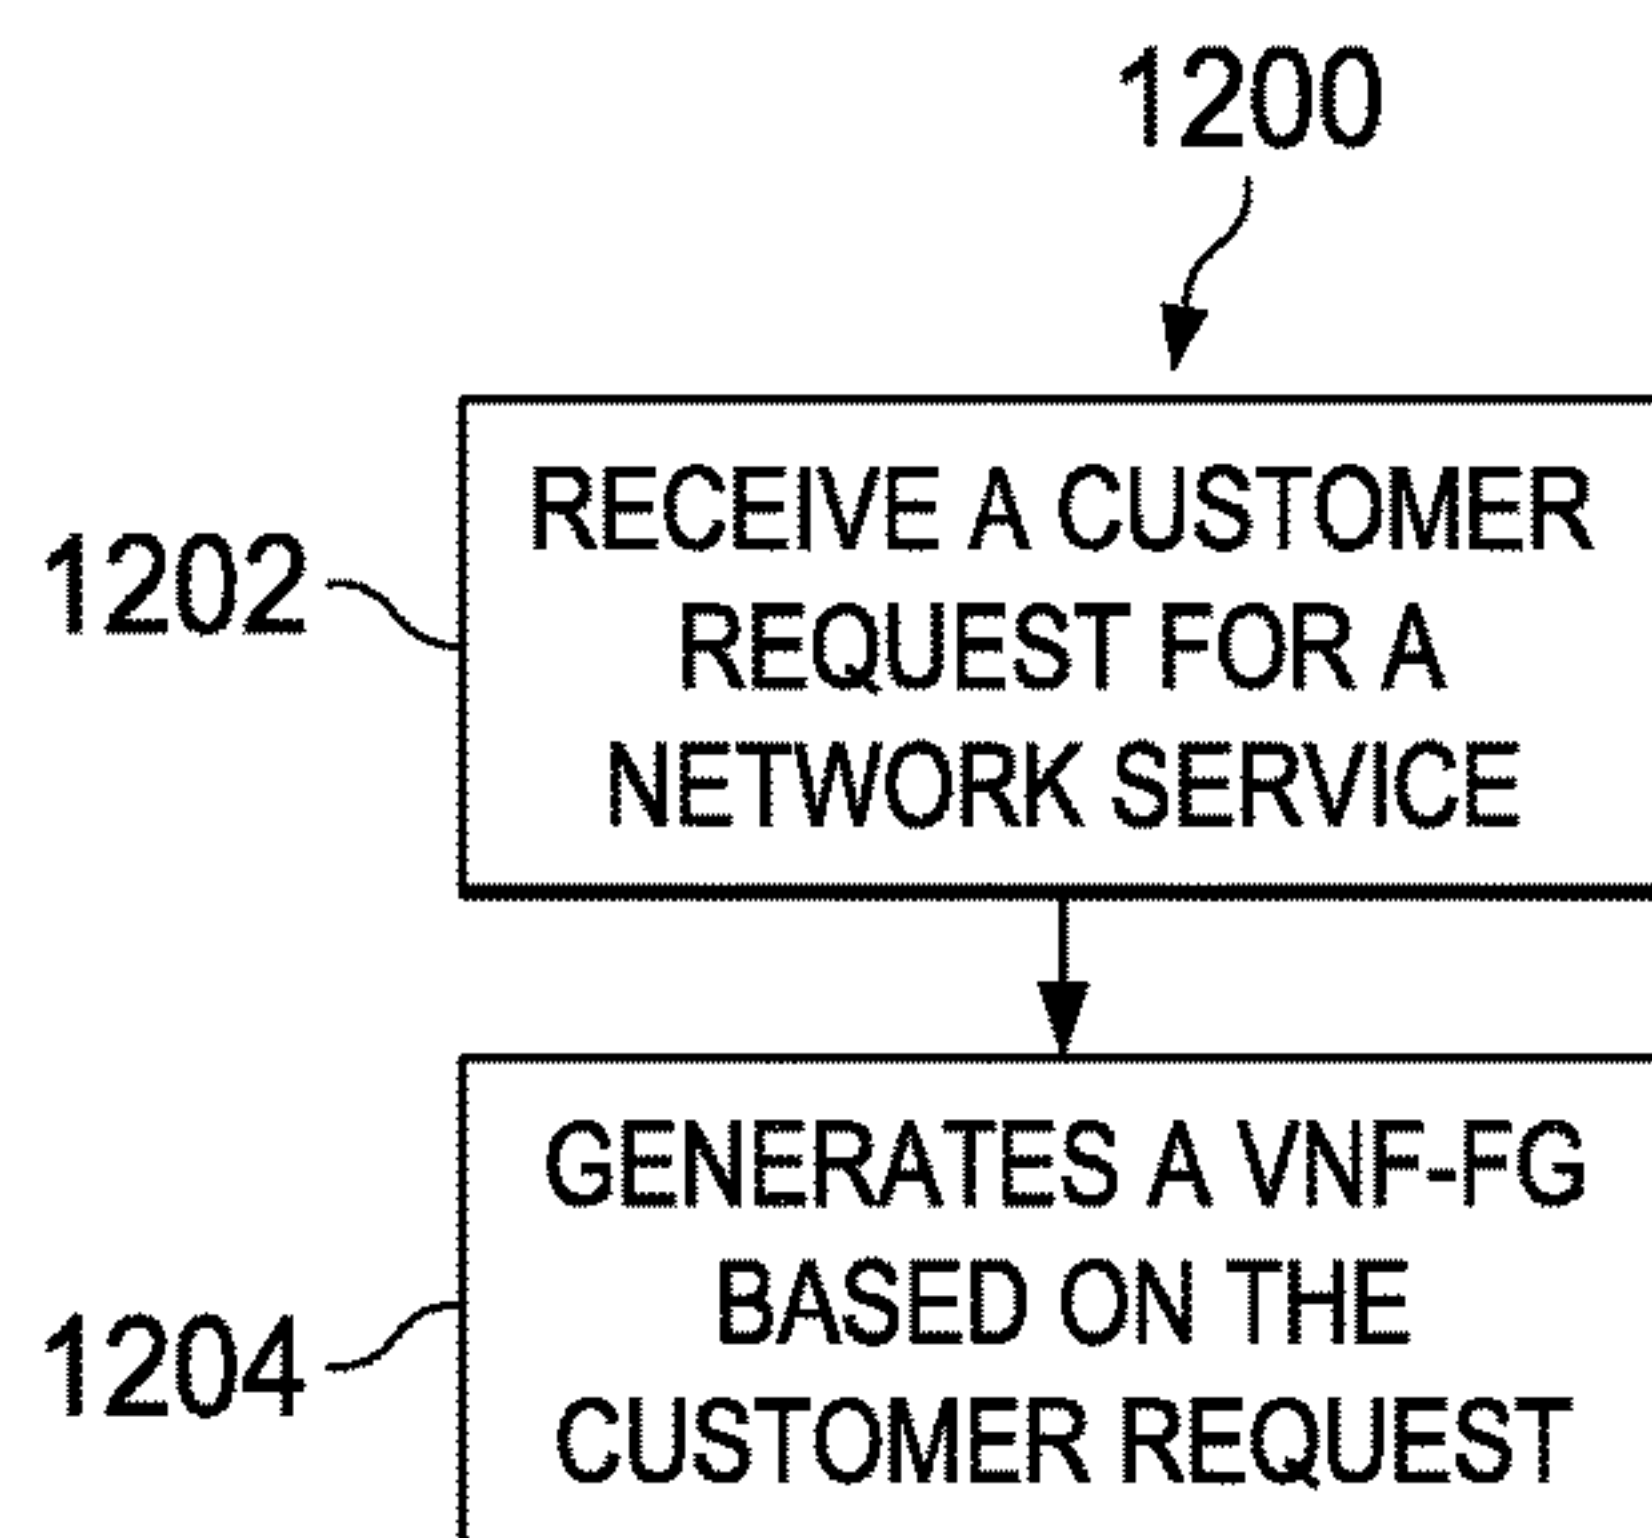 1200
RECEIVE A CUSTOMER
1202
REQUEST FOR A
NETWORK SERVICE
GENERATES A VNF-FG
BASED ON THE
1204
CUSTOMER REQUEST